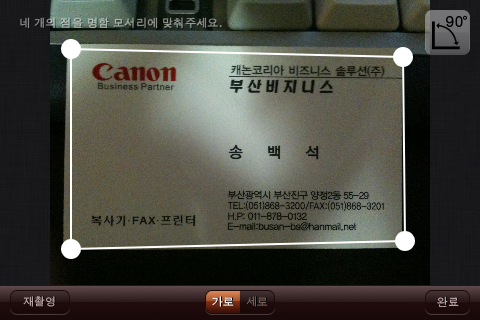 네 개의 점을 명함 모서리에 맞춰주세요.
90°
Canon
Business Partner
캐논코리아 비즈니스 솔루션(주)
부산비지니스
송 백 석
부산광역시 부산진구 양정2동 55-29
TEL:(051)868-3200/FAX:(051)868-3201
H.P: 011-878-0132
E-mail:busan-bs@hanmail.net
복사기·FAX·프린터
재촬영
가로
세로
완료